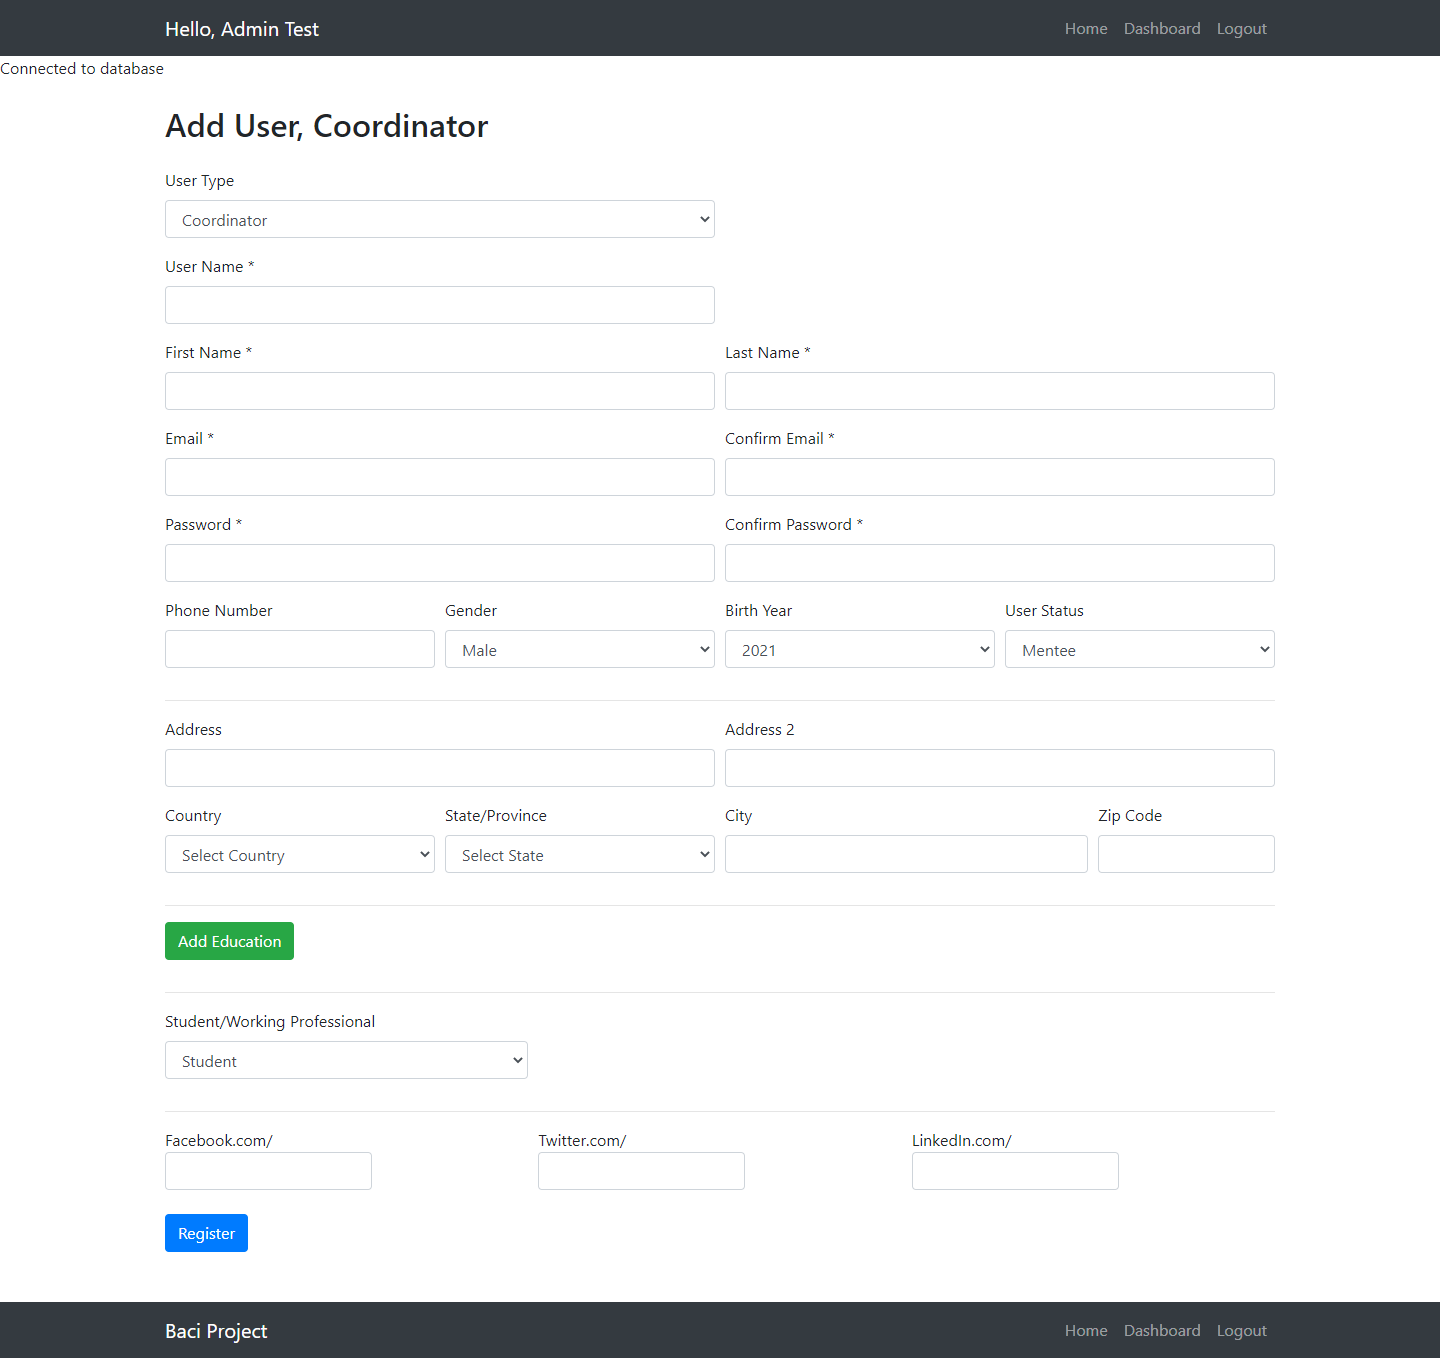 Hello, Admin Test
Home Dashboard Logout
Connected to database
Add User, Coordinator
User Type
Coordinator
User Name *
First Name * Last Name *
Email * Confirm Email *
Password * Confirm Password *
Phone Number Gender Birth Year User Status
Male 2021 Mentee
Address Address 2
Country State/Province City Zip Code
Select Country Select State
Add Education
Student/Working Professional
Student
Facebook.com/ Twitter.com/ LinkedIn.com/
Register
Baci Project
Home Dashboard Logout